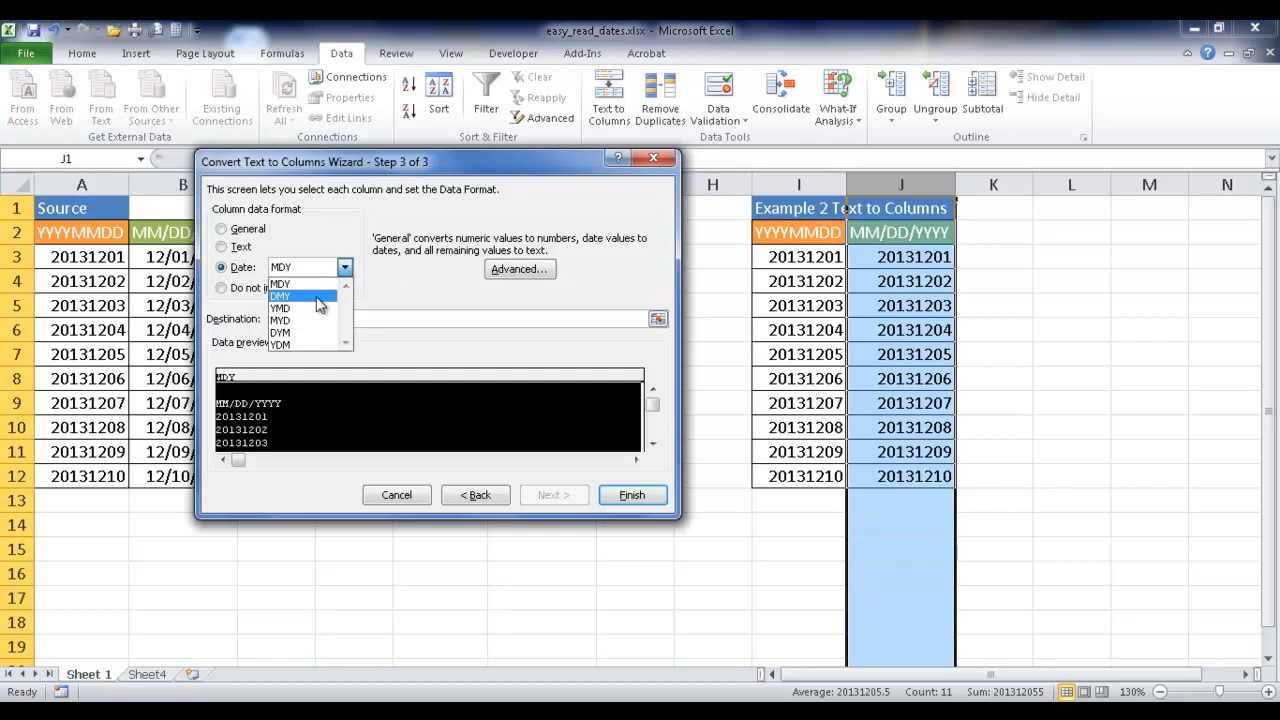 easy_read_dates.xlsx - Microsoft Excel
File Home Insert Page Layout Formulas Data Review View Developer Add-Ins Acrobat
From Access
From Web
From Text
From Other Sources
Existing Connections
Refresh All
Connections
Properties
Edit Links
Sort
Filter
Clear
Reapply
Advanced
Text to Columns
Remove Duplicates
Data Validation
Consolidate
What-If Analysis
Group
Ungroup
Subtotal
Show Detail
Hide Detail
Get External Data Connections Sort & Filter Data Tools Outline
J1
Convert Text to Columns Wizard - Step 3 of 3
This screen lets you select each column and set the Data Format.
Column data format
General
Text
Date: MDY
Do not i
MDY
DMY
YMD
MYD
DYM
YDM
'General' converts numeric values to numbers, date values to
dates, and all remaining values to text.
Advanced...
Destination:
Data preview
MDY
MM/DD/YYYY
20131201
20131202
20131203
Cancel < Back Next > Finish
A B H I J K L M N
1 Source Example 2 Text to Columns
2 YYYYMMDD MM/DD/ YYYYMMDD MM/DD/YYYY
3 20131201 12/01/ 20131201 20131201
4 20131202 12/02/ 20131202 20131202
5 20131203 12/03/ 20131203 20131203
6 20131204 12/04/ 20131204 20131204
7 20131205 12/05/ 20131205 20131205
8 20131206 12/06/ 20131206 20131206
9 20131207 12/07/ 20131207 20131207
10 20131208 12/08/ 20131208 20131208
11 20131209 12/09/ 20131209 20131209
12 20131210 12/10/ 20131210 20131210
13
14
15
16
17
18
19
Sheet 1 Sheet4
Ready Average: 20131205.5 Count: 11 Sum: 201312055 130%